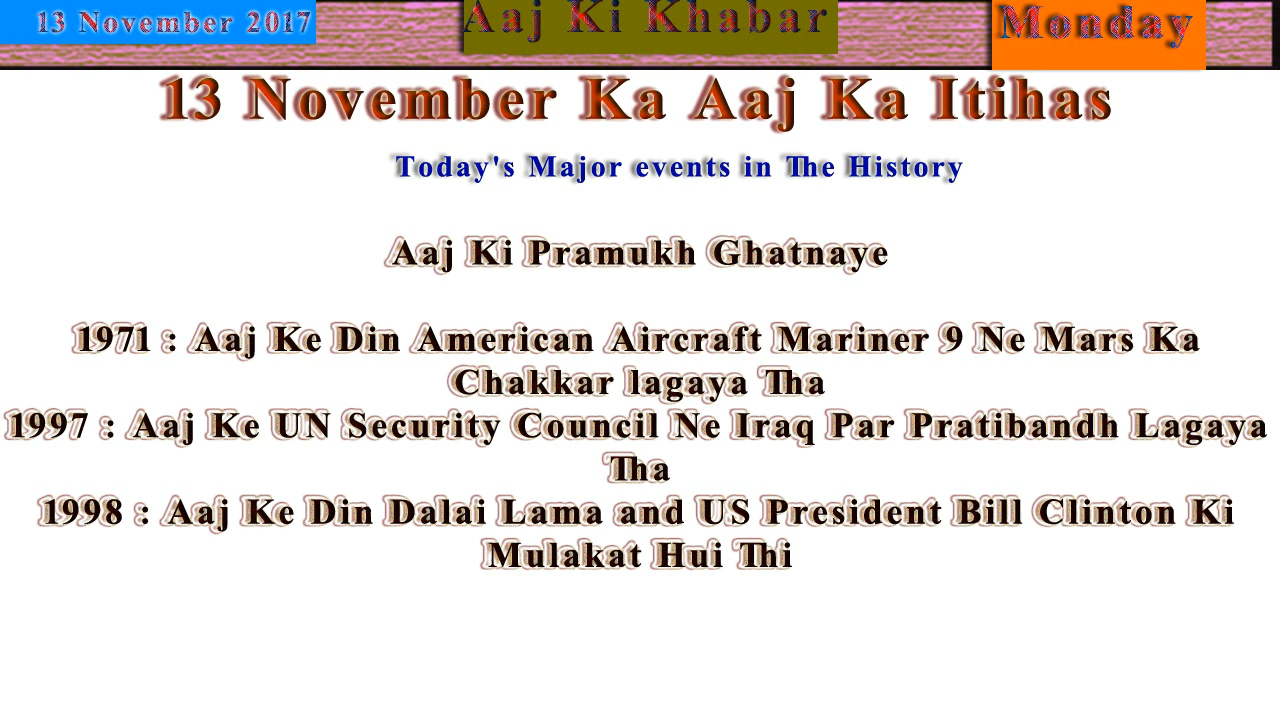 13 November 2017
Aaj Ki Khabar
Monday
13 November Ka Aaj Ka Itihas
Today's Major events in The History
Aaj Ki Pramukh Ghatnaye
1971 : Aaj Ke Din American Aircraft Mariner 9 Ne Mars Ka
Chakkar lagaya Tha
1997 : Aaj Ke UN Security Council Ne Iraq Par Pratibandh Lagaya
Tha
1998 : Aaj Ke Din Dalai Lama and US President Bill Clinton Ki
Mulakat Hui Thi